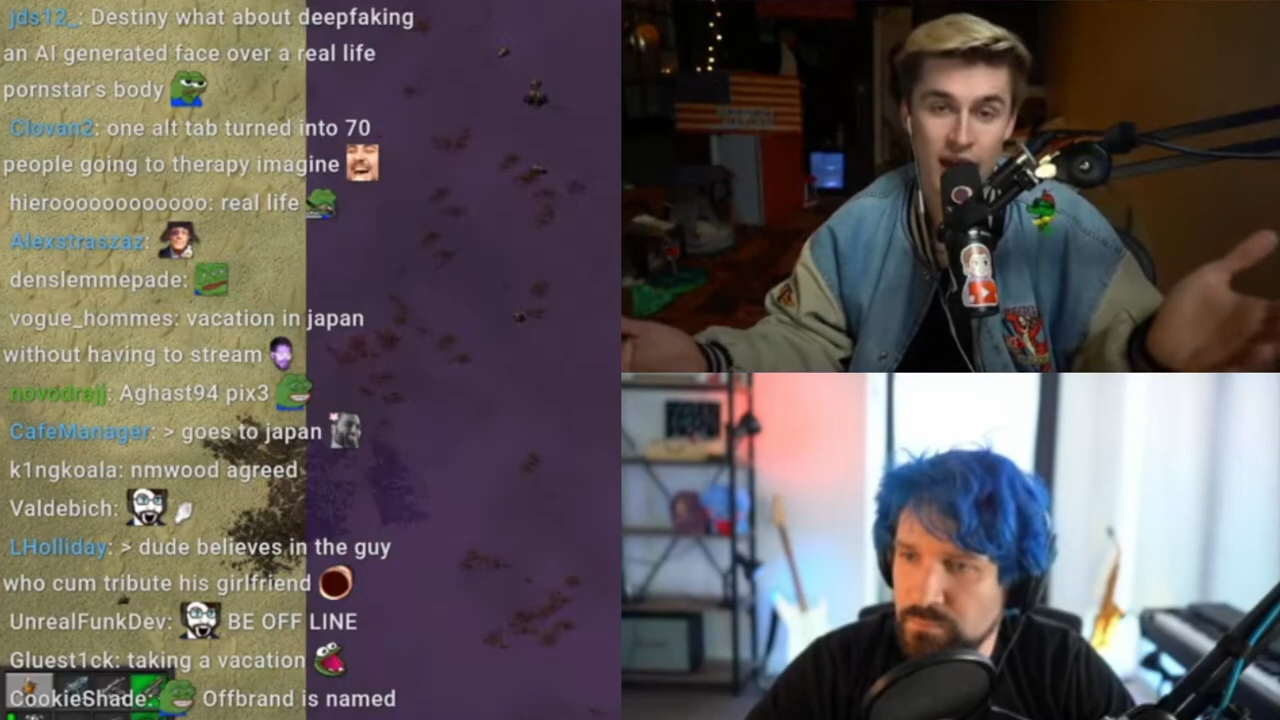 jds12_: Destiny what about deepfaking
an AI generated face over a real life
pornstar's body
Clovan2: one alt tab turned into 70
people going to therapy imagine
hieroooooooooooo: real life
Alexstraszaz:
denslemmepade:
vogue_hommes: vacation in japan
without having to stream
novodrajj: Aghast94 pix3
CafeManager: > goes to japan
k1ngkoala: nmwood agreed
Valdebich:
LHolliday: > dude believes in the guy
who cum tribute his girlfriend
UnrealFunkDev: BE OFF LINE
Gluest1ck: taking a vacation
CookieShade: Offbrand is named